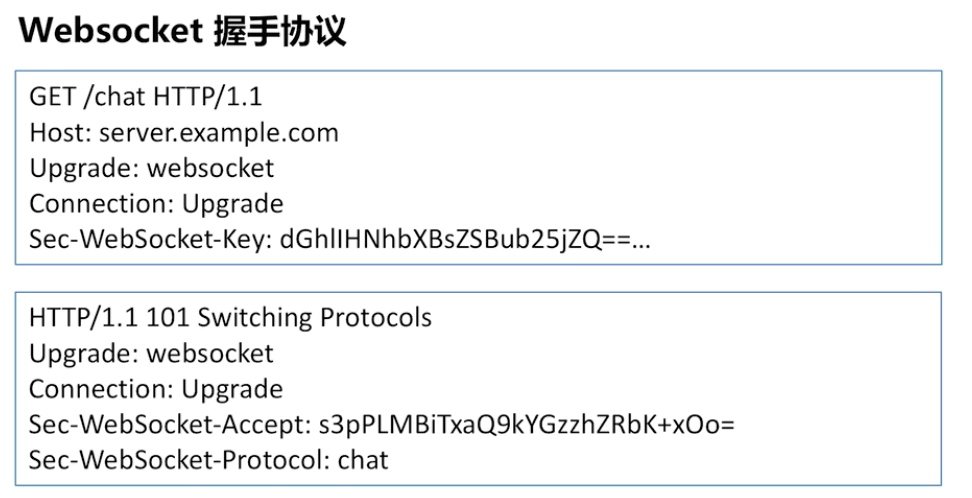 Websocket 握手协议
GET /chat HTTP/1.1
Host: server.example.com
Upgrade: websocket
Connection: Upgrade
Sec-WebSocket-Key: dGhlIHNhbXBsZSBub25jZQ==...
HTTP/1.1 101 Switching Protocols
Upgrade: websocket
Connection: Upgrade
Sec-WebSocket-Accept: s3pPLMBiTxaQ9kYGzzhZRbK+xOo=
Sec-WebSocket-Protocol: chat